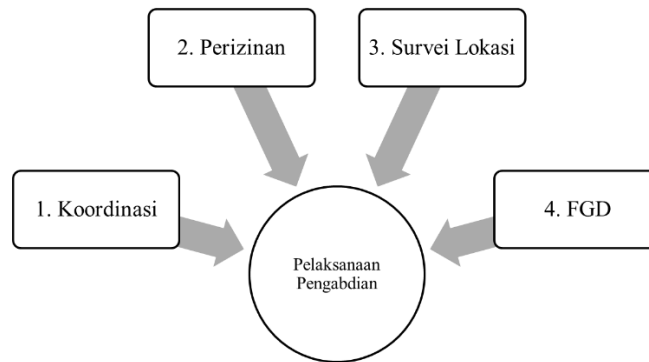 1. Koordinasi
2. Perizinan
3. Survei Lokasi
4. FGD
Pelaksanaan
Pengabdian